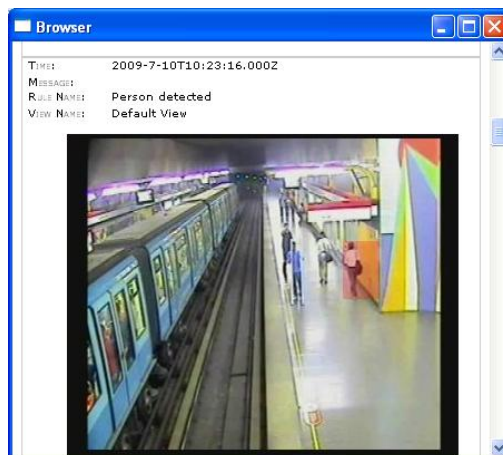 Browser
TIME: 2009-7-10T10:23:16.000Z
MESSAGE:
RULE NAME: Person detected
VIEW NAME: Default View